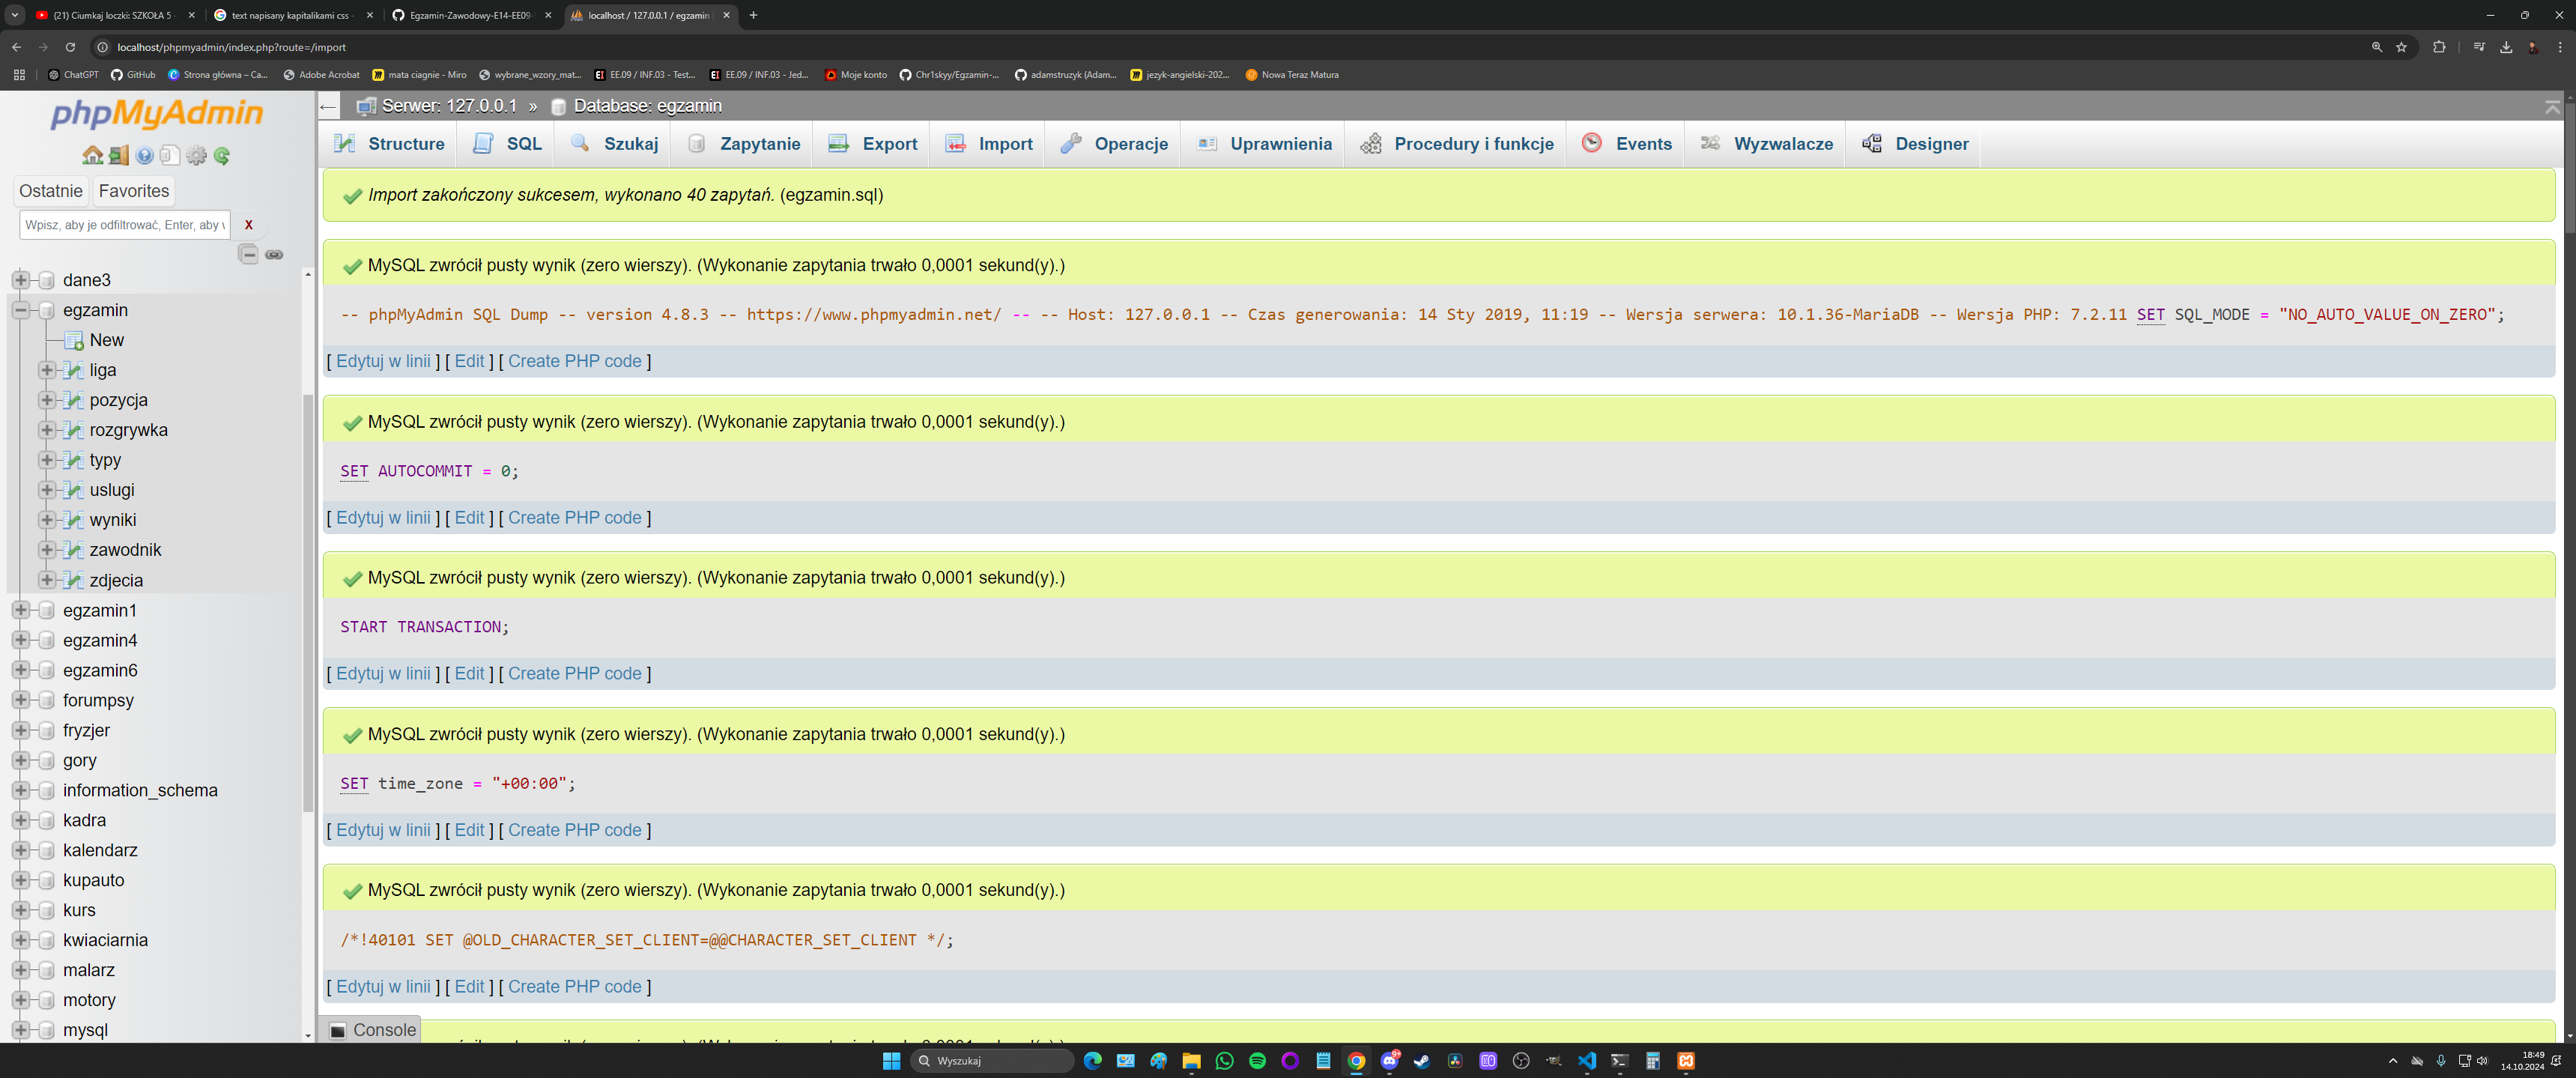 (21) Ciumkaj loczki: SZKOŁA 5 -
text napisany kapitalikami css -
Egzamin-Zawodowy-E14-EE09-
localhost / 127.0.0.1 / egzamin
localhost/phpmyadmin/index.php?route=/import
ChatGPT
GitHub
Strona główna – Ca...
Adobe Acrobat
mata ciagnie - Miro
wybrane_wzory_mat...
EE.09 / INF.03 - Test...
EE.09 / INF.03 - Jed...
Moje konto
Chr1skyy/Egzamin-...
adamstruzyk (Adam...
jezyk-angielski-202...
Nowa Teraz Matura
phpMyAdmin
Ostatnie Favorites
Wpisz, aby je odfiltrować, Enter, aby w X
dane3
egzamin
New
liga
pozycja
rozgrywka
typy
uslugi
wyniki
zawodnik
zdjecia
egzamin1
egzamin4
egzamin6
forumpsy
fryzjer
gory
information_schema
kadra
kalendarz
kupauto
kurs
kwiaciarnia
malarz
motory
mysql
Serwer: 127.0.0.1 » Database: egzamin
Structure SQL Szukaj Zapytanie Export Import Operacje Uprawnienia Procedury i funkcje Events Wyzwalacze Designer
Import zakończony sukcesem, wykonano 40 zapytań. (egzamin.sql)
MySQL zwrócił pusty wynik (zero wierszy). (Wykonanie zapytania trwało 0,0001 sekund(y).)
-- phpMyAdmin SQL Dump -- version 4.8.3 -- https://www.phpmyadmin.net/ -- -- Host: 127.0.0.1 -- Czas generowania: 14 Sty 2019, 11:19 -- Wersja serwera: 10.1.36-MariaDB -- Wersja PHP: 7.2.11 SET SQL_MODE = "NO_AUTO_VALUE_ON_ZERO";
[ Edytuj w linii ] [ Edit ] [ Create PHP code ]
MySQL zwrócił pusty wynik (zero wierszy). (Wykonanie zapytania trwało 0,0001 sekund(y).)
SET AUTOCOMMIT = 0;
[ Edytuj w linii ] [ Edit ] [ Create PHP code ]
MySQL zwrócił pusty wynik (zero wierszy). (Wykonanie zapytania trwało 0,0001 sekund(y).)
START TRANSACTION;
[ Edytuj w linii ] [ Edit ] [ Create PHP code ]
MySQL zwrócił pusty wynik (zero wierszy). (Wykonanie zapytania trwało 0,0001 sekund(y).)
SET time_zone = "+00:00";
[ Edytuj w linii ] [ Edit ] [ Create PHP code ]
MySQL zwrócił pusty wynik (zero wierszy). (Wykonanie zapytania trwało 0,0001 sekund(y).)
/*!40101 SET @OLD_CHARACTER_SET_CLIENT=@@CHARACTER_SET_CLIENT */;
[ Edytuj w linii ] [ Edit ] [ Create PHP code ]
Console
Wyszukaj
18:49
14.10.2024